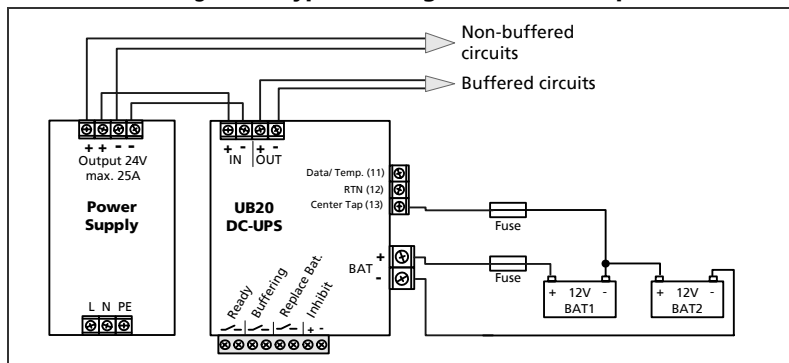 Non-buffered
circuits
Buffered circuits
+ + - -
Output 24V
max. 25A
Power
Supply
L N PE
+ - + -
IN OUT
UB20
DC-UPS
Data/ Temp. (11)
RTN (12)
Center Tap (13)
+
BAT
-
Ready
Buffering
Replace Bat.
Inhibit
+ -
Fuse
Fuse
+ 12V -
BAT1
+ 12V -
BAT2